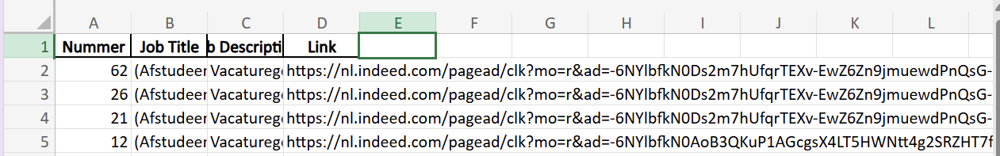 A B C D E F G H I J K L
1 Nummer Job Title b Descripti Link
2 62 (Afstudeer Vacaturege https://nl.indeed.com/pagead/clk?mo=r&ad=-6NYlbfkN0Ds2m7hUfqrTEXv-EwZ6Zn9jmuewdPnQsG-
3 26 (Afstudeer Vacaturege https://nl.indeed.com/pagead/clk?mo=r&ad=-6NYlbfkN0Ds2m7hUfqrTEXv-EwZ6Zn9jmuewdPnQsG-
4 21 (Afstudeer Vacaturege https://nl.indeed.com/pagead/clk?mo=r&ad=-6NYlbfkN0Ds2m7hUfqrTEXv-EwZ6Zn9jmuewdPnQsG-
5 12 (Afstudeer Vacaturege https://nl.indeed.com/pagead/clk?mo=r&ad=-6NYlbfkN0AoB3QKuP1AGcgsX4LT5HWNtt4g2SRZHT7f